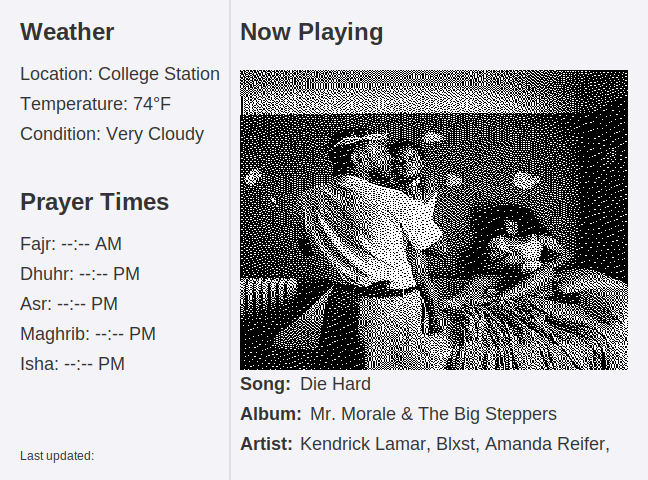 Weather
Location: College Station
Temperature: 74°F
Condition: Very Cloudy
Prayer Times
Fajr: --:-- AM
Dhuhr: --:-- PM
Asr: --:-- PM
Maghrib: --:-- PM
Isha: --:-- PM
Last updated:
Now Playing
Song: Die Hard
Album: Mr. Morale & The Big Steppers
Artist: Kendrick Lamar, Blxst, Amanda Reifer,